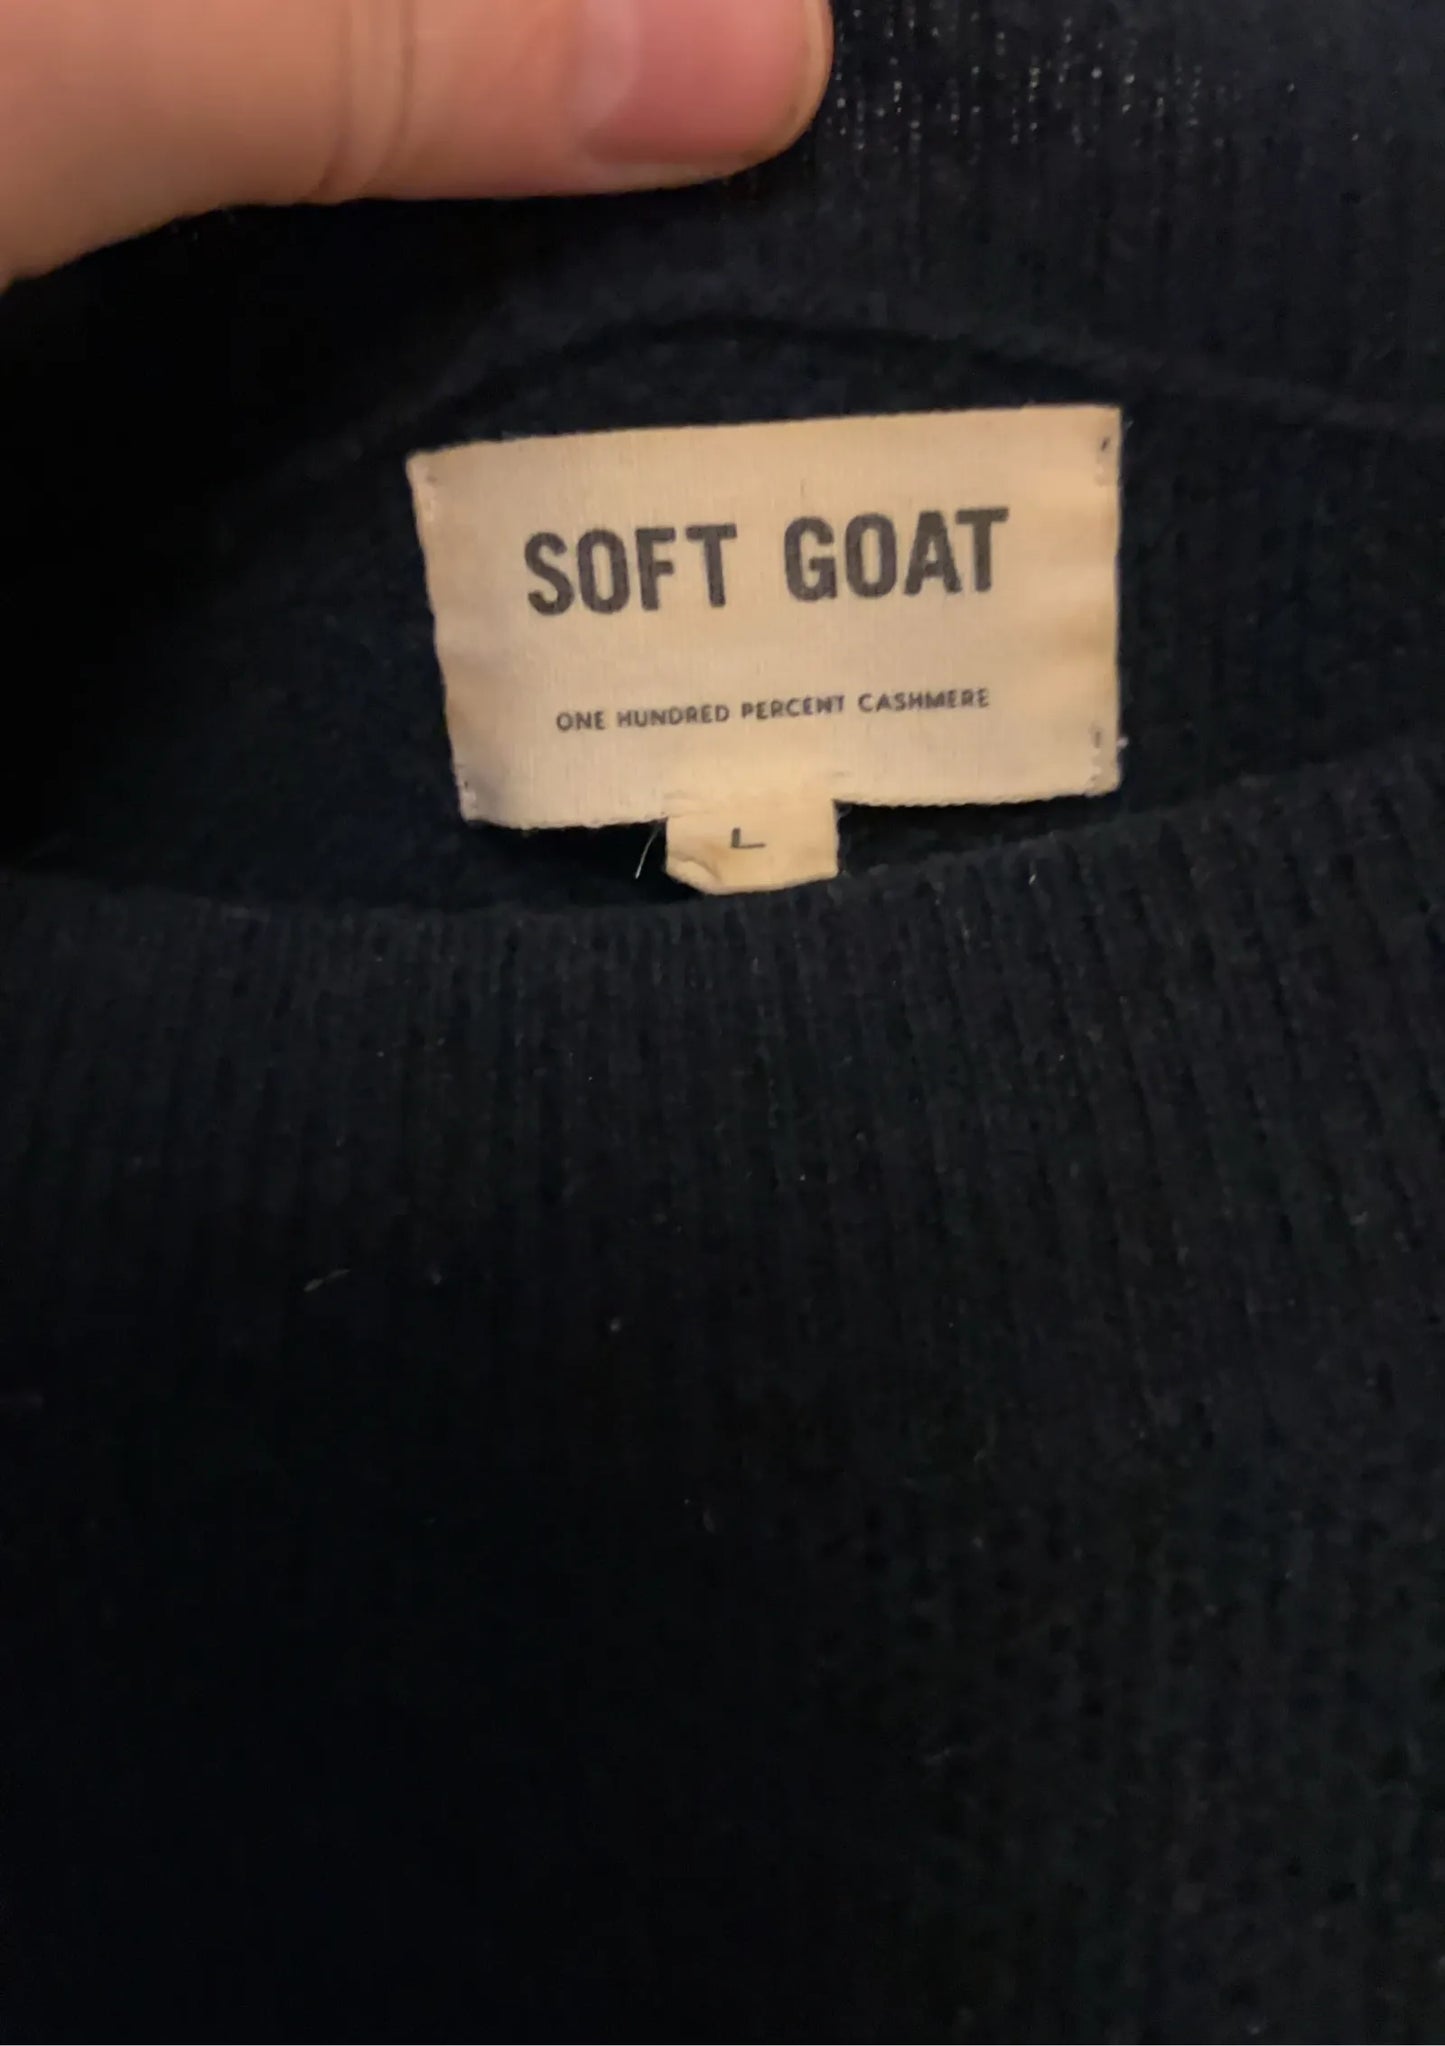 SOFT GOAT
ONE HUNDRED PERCENT CASHMERE
L